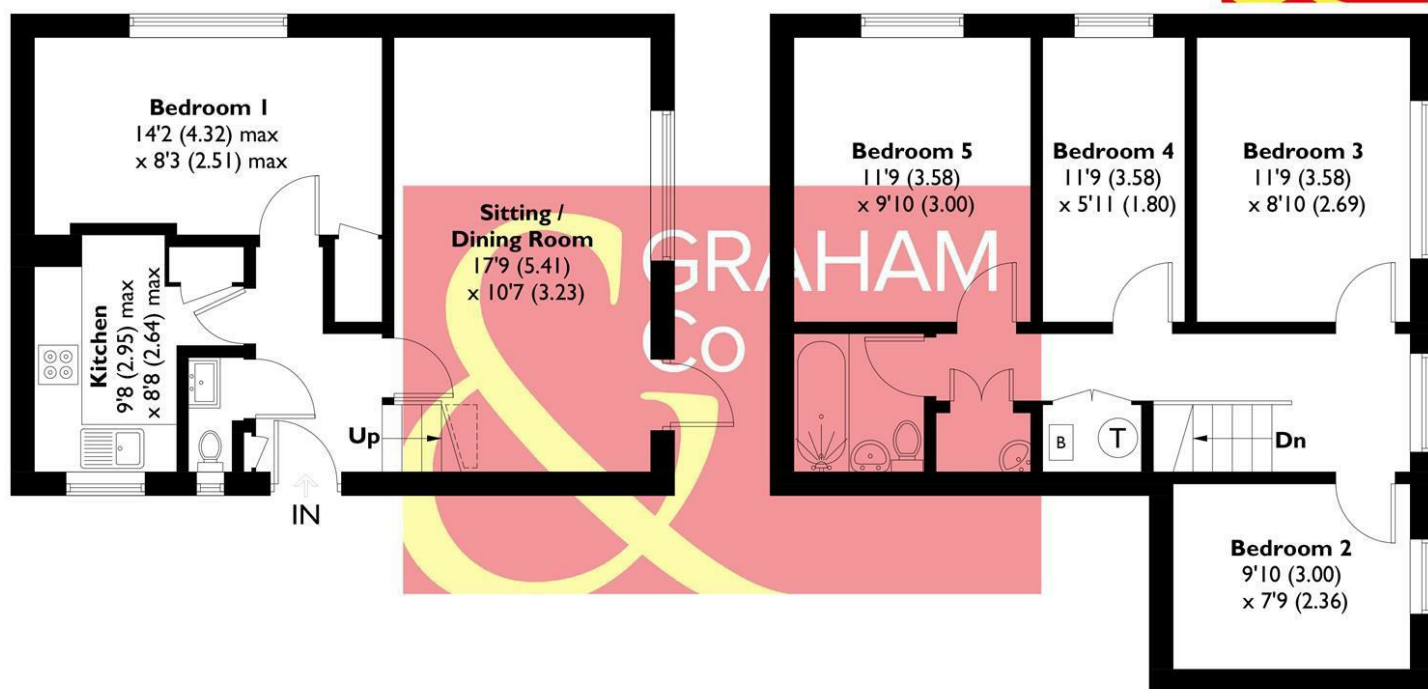 Bedroom 1
14'2 (4.32) max
x 8'3 (2.51) max
Kitchen
9'8 (2.95) max
x 8'8 (2.64) max
Sitting /
Dining Room
17'9 (5.41)
x 10'7 (3.23)
Up
IN
Bedroom 5
11'9 (3.58)
x 9'10 (3.00)
Bedroom 4
11'9 (3.58)
x 5'11 (1.80)
Bedroom 3
11'9 (3.58)
x 8'10 (2.69)
B
T
Dn
Bedroom 2
9'10 (3.00)
x 7'9 (2.36)
&
GRAHAM
Co